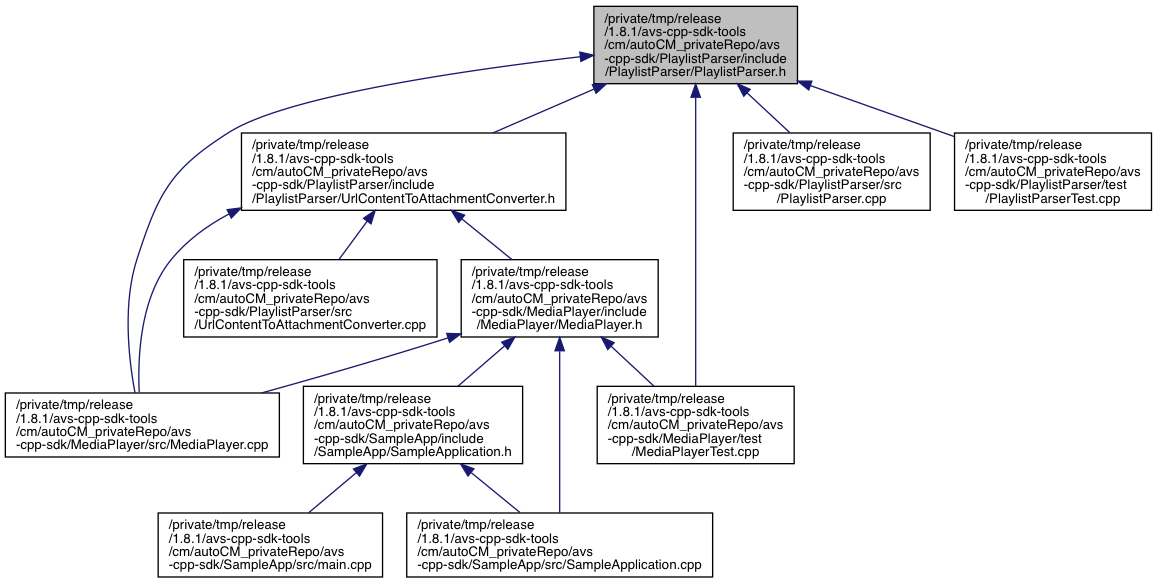 /private/tmp/release
/1.8.1/avs-cpp-sdk-tools
/cm/autoCM_privateRepo/avs
-cpp-sdk/PlaylistParser/include
/PlaylistParser/PlaylistParser.h
/private/tmp/release
/1.8.1/avs-cpp-sdk-tools
/cm/autoCM_privateRepo/avs
-cpp-sdk/PlaylistParser/include
/PlaylistParser/UrlContentToAttachmentConverter.h
/private/tmp/release
/1.8.1/avs-cpp-sdk-tools
/cm/autoCM_privateRepo/avs
-cpp-sdk/PlaylistParser/src
/PlaylistParser.cpp
/private/tmp/release
/1.8.1/avs-cpp-sdk-tools
/cm/autoCM_privateRepo/avs
-cpp-sdk/PlaylistParser/test
/PlaylistParserTest.cpp
/private/tmp/release
/1.8.1/avs-cpp-sdk-tools
/cm/autoCM_privateRepo/avs
-cpp-sdk/PlaylistParser/src
/UrlContentToAttachmentConverter.cpp
/private/tmp/release
/1.8.1/avs-cpp-sdk-tools
/cm/autoCM_privateRepo/avs
-cpp-sdk/MediaPlayer/include
/MediaPlayer/MediaPlayer.h
/private/tmp/release
/1.8.1/avs-cpp-sdk-tools
/cm/autoCM_privateRepo/avs
-cpp-sdk/MediaPlayer/src/MediaPlayer.cpp
/private/tmp/release
/1.8.1/avs-cpp-sdk-tools
/cm/autoCM_privateRepo/avs
-cpp-sdk/SampleApp/include
/SampleApp/SampleApplication.h
/private/tmp/release
/1.8.1/avs-cpp-sdk-tools
/cm/autoCM_privateRepo/avs
-cpp-sdk/MediaPlayer/test
/MediaPlayerTest.cpp
/private/tmp/release
/1.8.1/avs-cpp-sdk-tools
/cm/autoCM_privateRepo/avs
-cpp-sdk/SampleApp/src/main.cpp
/private/tmp/release
/1.8.1/avs-cpp-sdk-tools
/cm/autoCM_privateRepo/avs
-cpp-sdk/SampleApp/src/SampleApplication.cpp